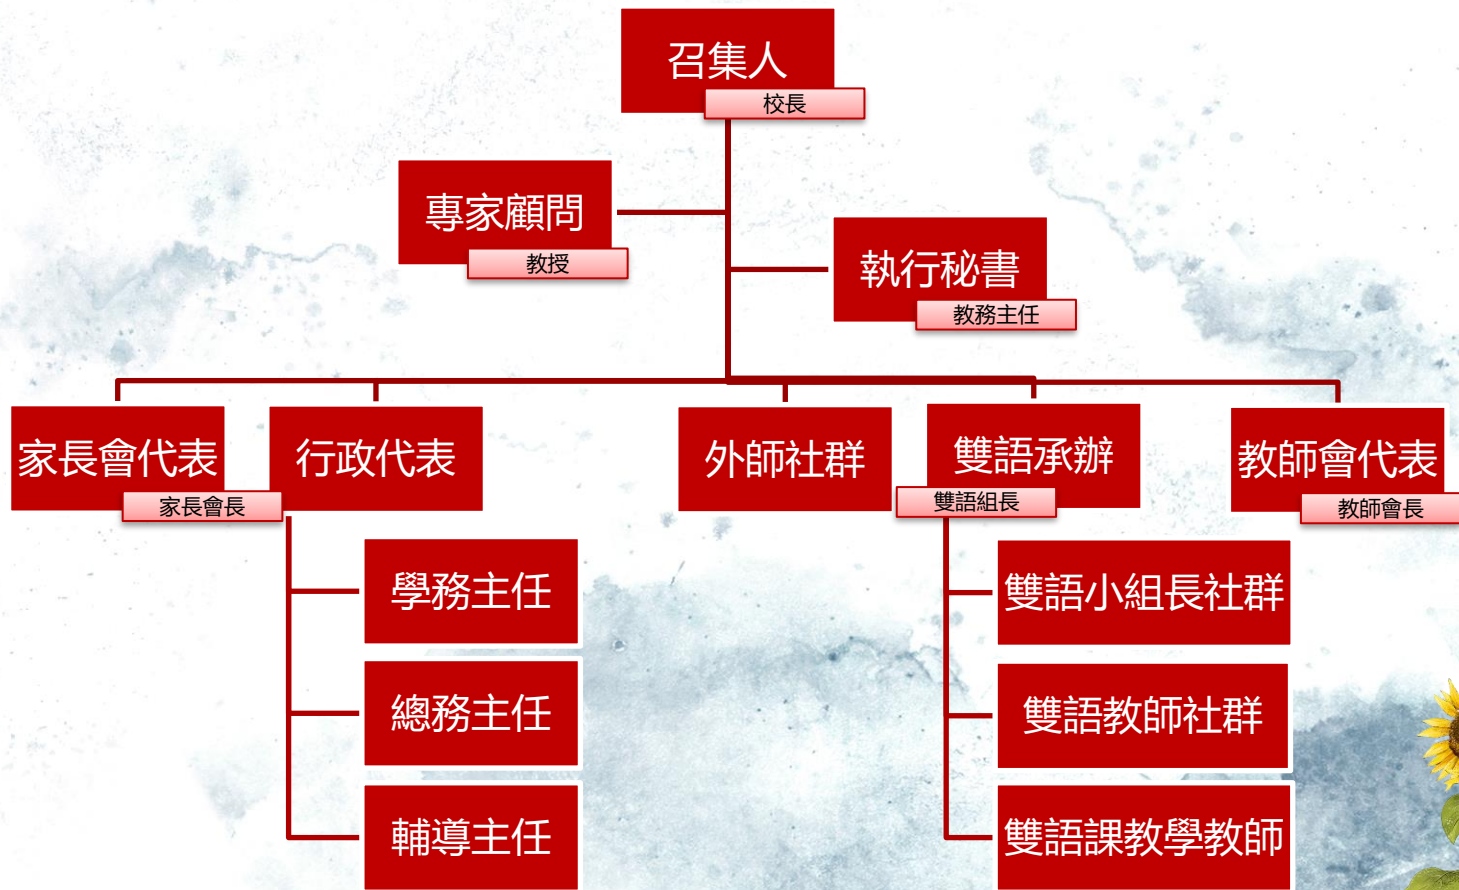 召集人
校長
專家顧問
教授
執行秘書
教務主任
家長會代表
家長會長
行政代表
外師社群
雙語承辦
雙語組長
教師會代表
教師會長
學務主任
總務主任
輔導主任
雙語小組長社群
雙語教師社群
雙語課教學教師